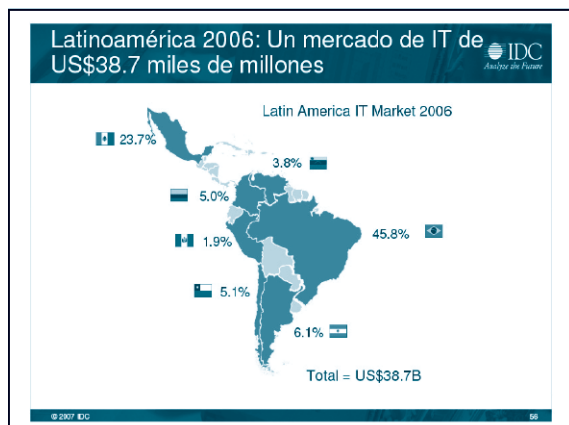 Latinoamérica 2006: Un mercado de IT de
US$38.7 miles de millones
IDC
Analyze the Future
Latin America IT Market 2006
23.7%
3.8%
5.0%
1.9%
45.8%
5.1%
6.1%
Total = US$38.7B
© 2007 IDC
56